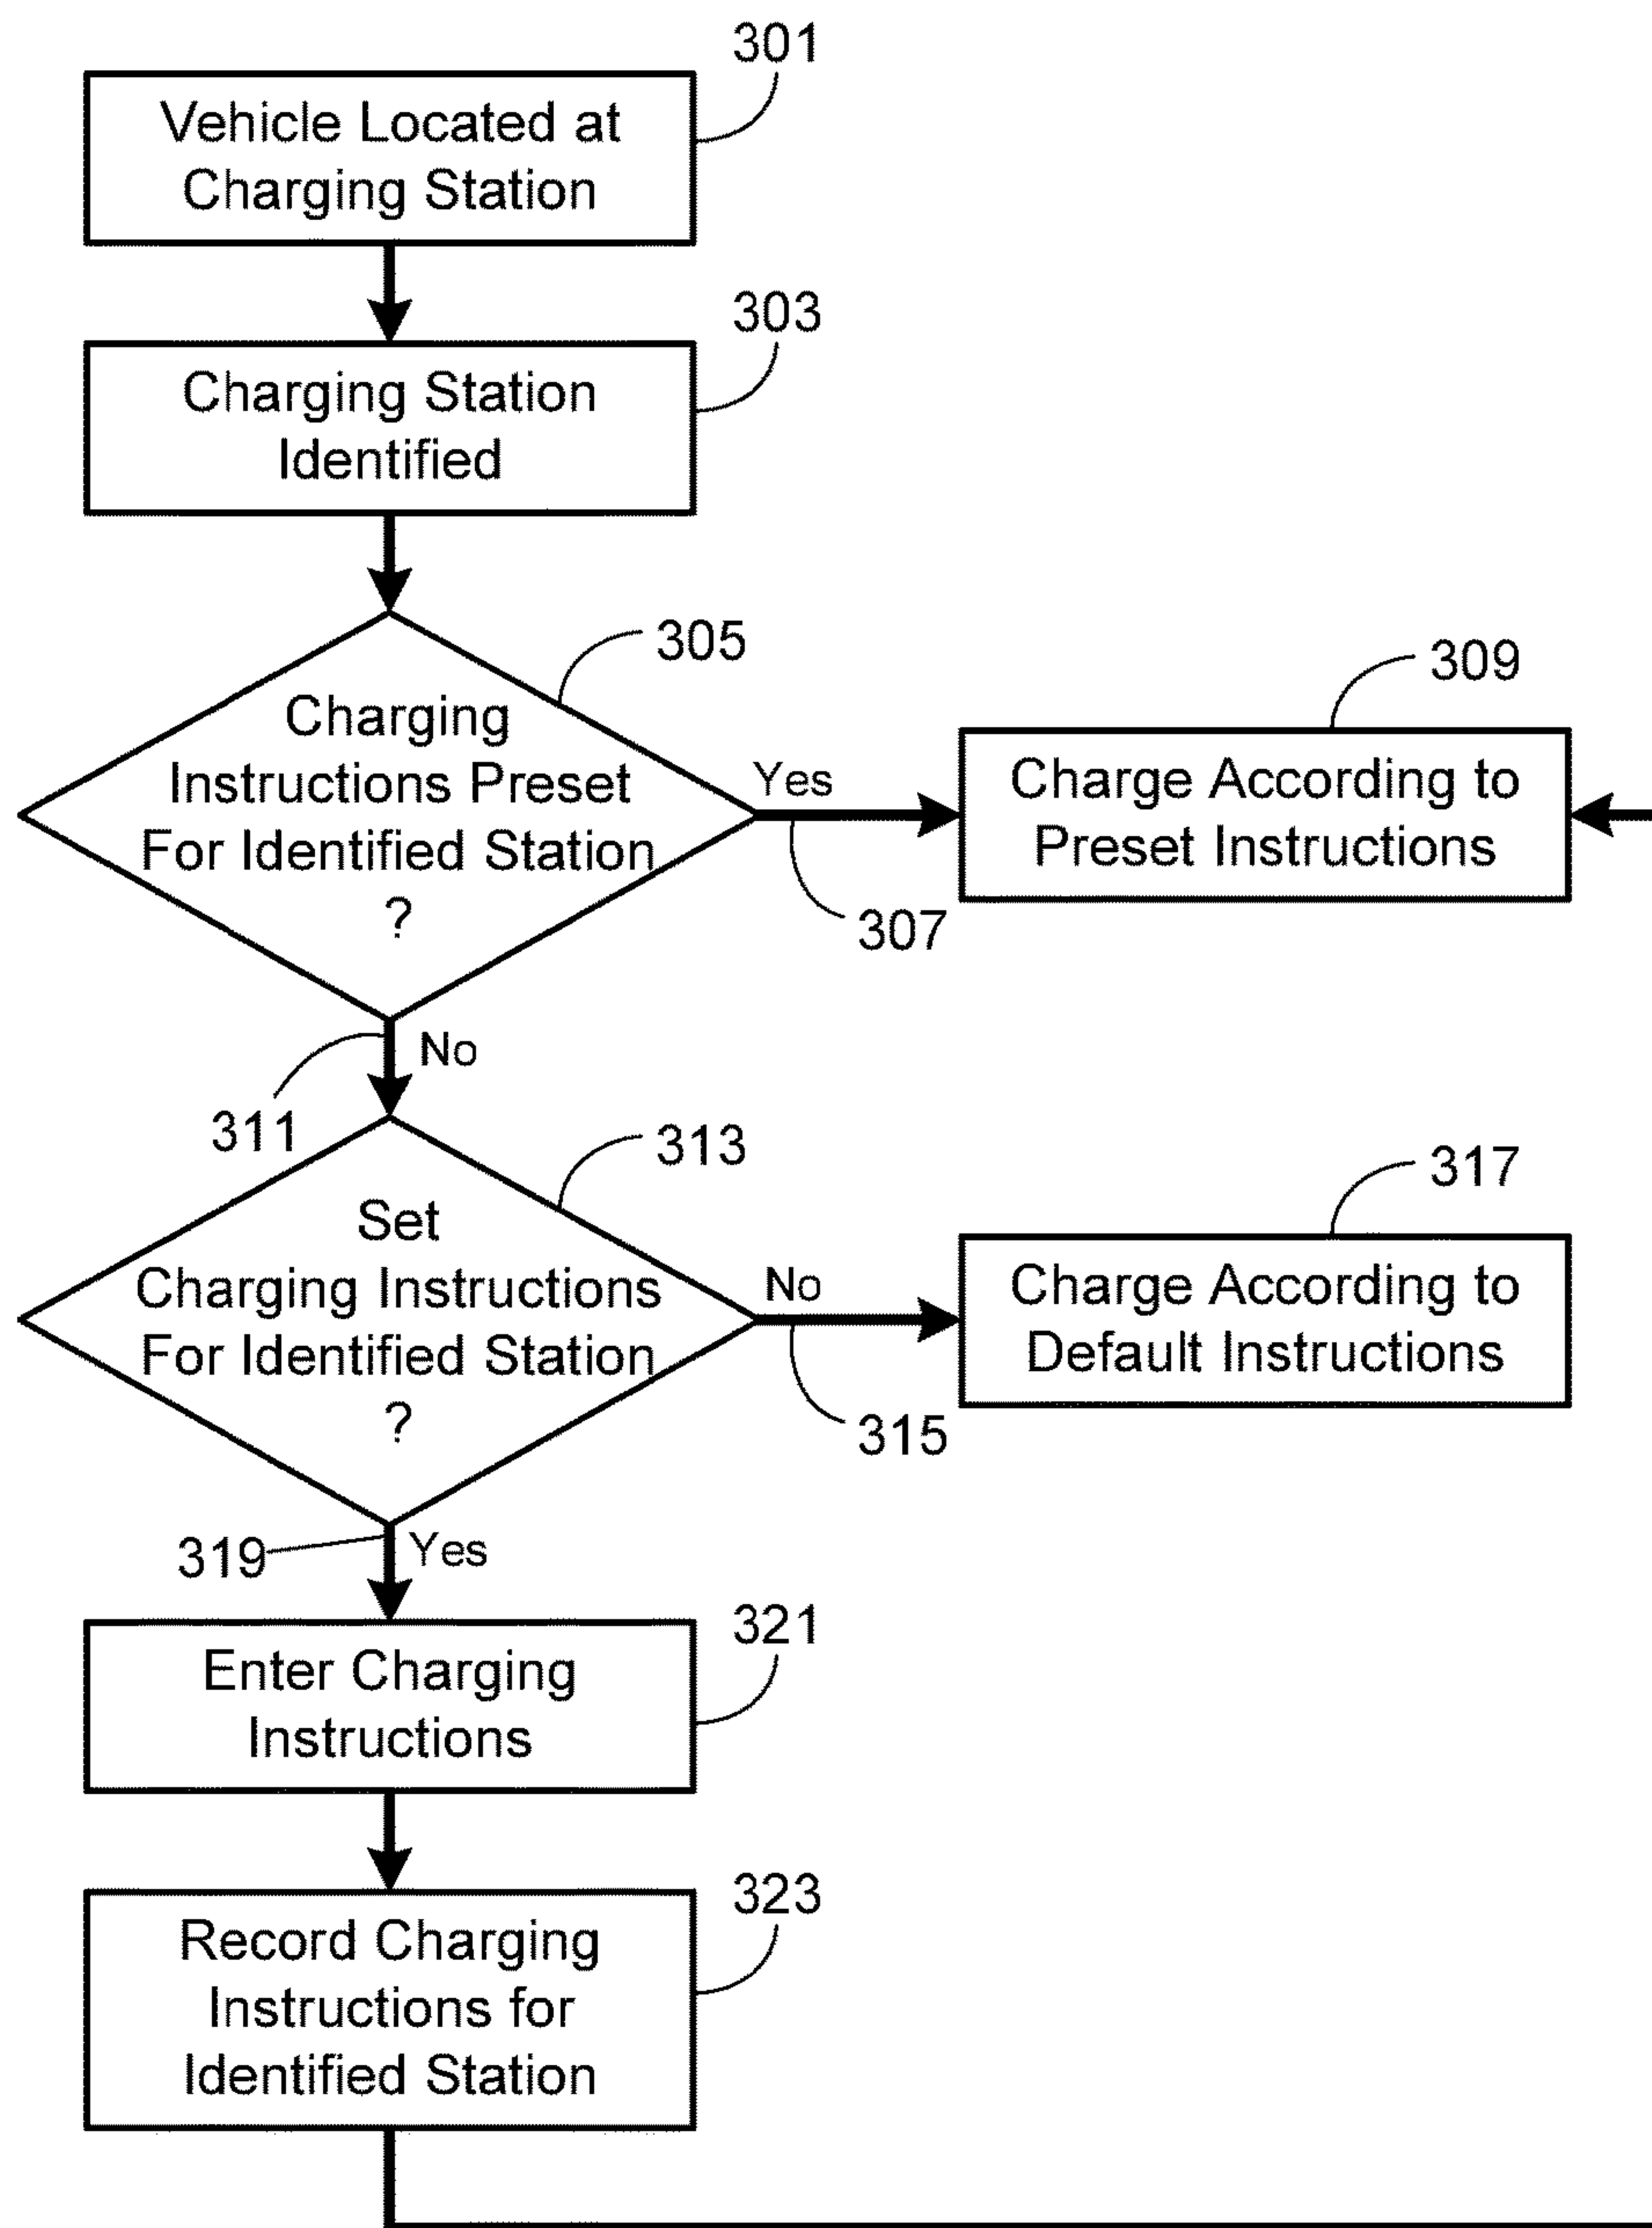 301
Vehicle Located at
Charging Station
303
Charging Station
Identified
305
Charging
Instructions Preset
For Identified Station
?
Yes
307
309
Charge According to
Preset Instructions
No
311
313
Set
Charging Instructions
For Identified Station
?
No
315
317
Charge According to
Default Instructions
319
Yes
321
Enter Charging
Instructions
323
Record Charging
Instructions for
Identified Station